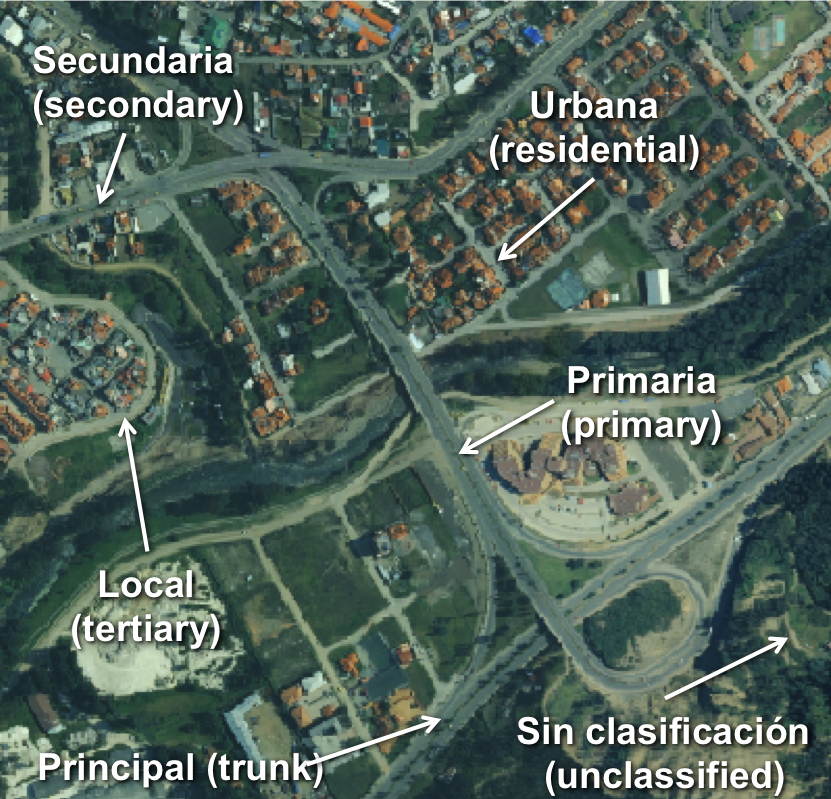 Secundaria
(secondary)
Urbana
(residential)
Primaria
(primary)
Local
(tertiary)
Sin clasificación
(unclassified)
Principal (trunk)